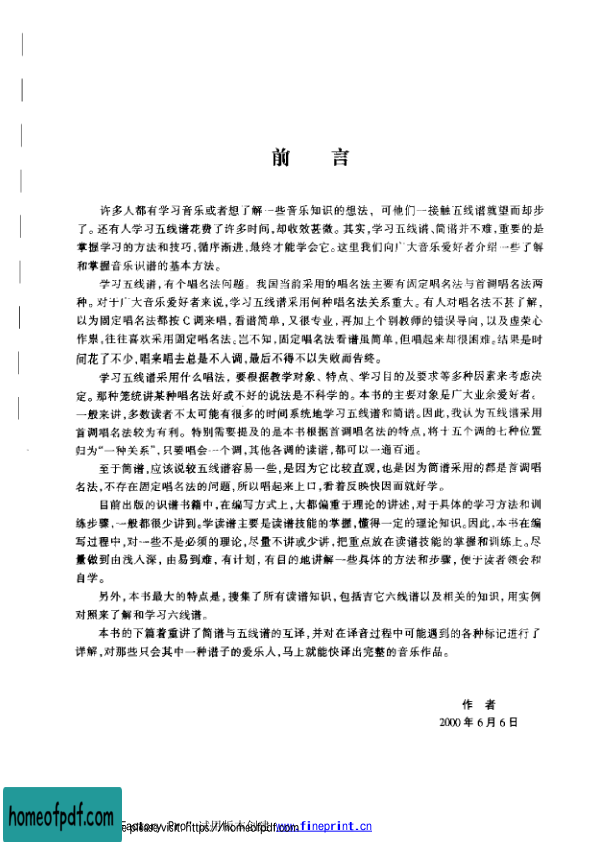 前 言
许多人都有学习音乐或者想了解一些音乐知识的想法，可他们一接触五线谱就望而却步
了。还有人学习五线谱花费了许多时间,却收效甚微。其实,学习五线谱、简谱并不难,重要的是
掌握学习的方法和技巧,循序渐进,最终才能学会它。这里我们向广大音乐爱好者介绍一些了解
和掌握音乐识谱的基本方法。
学习五线谱,有个唱名法问题。我国当前采用的唱名法主要有固定唱名法与首调唱名法两
种。对于广大音乐爱好者来说,学习五线谱采用何种唱名法关系重大。有人对唱名法不甚了解,
以为固定唱名法都按C调来唱,看谱简单,又很专业,再加上个别教师的错误导向,以及虚荣心
作祟,往往喜欢采用固定唱名法。岂不知,固定唱名法看谱虽简单,但唱起来却很困难。结果是时
间花了不少,唱来唱去总是不入调,最后不得不以失败而告终。
学习五线谱采用什么唱法,要根据教学对象、特点、学习目的及要求等多种因素来考虑决
定。那种笼统讲某种唱名法好或不好的说法是不科学的。本书的主要对象是广大业余爱好者。
一般来讲,多数读者不太可能有很多的时间系统地学习五线谱和简谱。因此,我认为五线谱采用
首调唱名法较为有利。特别需要提及的是本书根据首调唱名法的特点,将十五个调的七种位置
归为“一种关系”,只要唱会一个调,其他各调的读谱,都可以一通百通。
至于简谱,应该说较五线谱容易一些,是因为它比较直观,也是因为简谱采用的都是首调唱
名法,不存在固定唱名法的问题,所以唱起来上口,看着反映快因而就好学。
目前出版的识谱书籍中,在编写方式上,大都偏重于理论的讲述,对于具体的学习方法和训
练步骤,一般都很少讲到。学读谱主要是读谱技能的掌握,懂得一定的理论知识。因此,本书在编
写过程中,对一些不是必须的理论,尽量不讲或少讲,把重点放在读谱技能的掌握和训练上。尽
量做到由浅入深,由易到难,有计划,有目的地讲解一些具体的方法和步骤,便于读者领会和
自学。
另外,本书最大的特点是,搜集了所有读谱知识,包括吉它六线谱以及相关的知识,用实例
对照来了解和学习六线谱。
本书的下篇着重讲了简谱与五线谱的互译,并对在译音过程中可能遇到的各种标记进行了
详解,对那些只会其中一种谱子的爱乐人,马上就能快译出完整的音乐作品。
作 者
2000年6月6日
homeofpdf.com
Factory Pro" 试用版本创建 www.fineprint.cn
please visit: https://homeofpdf.com